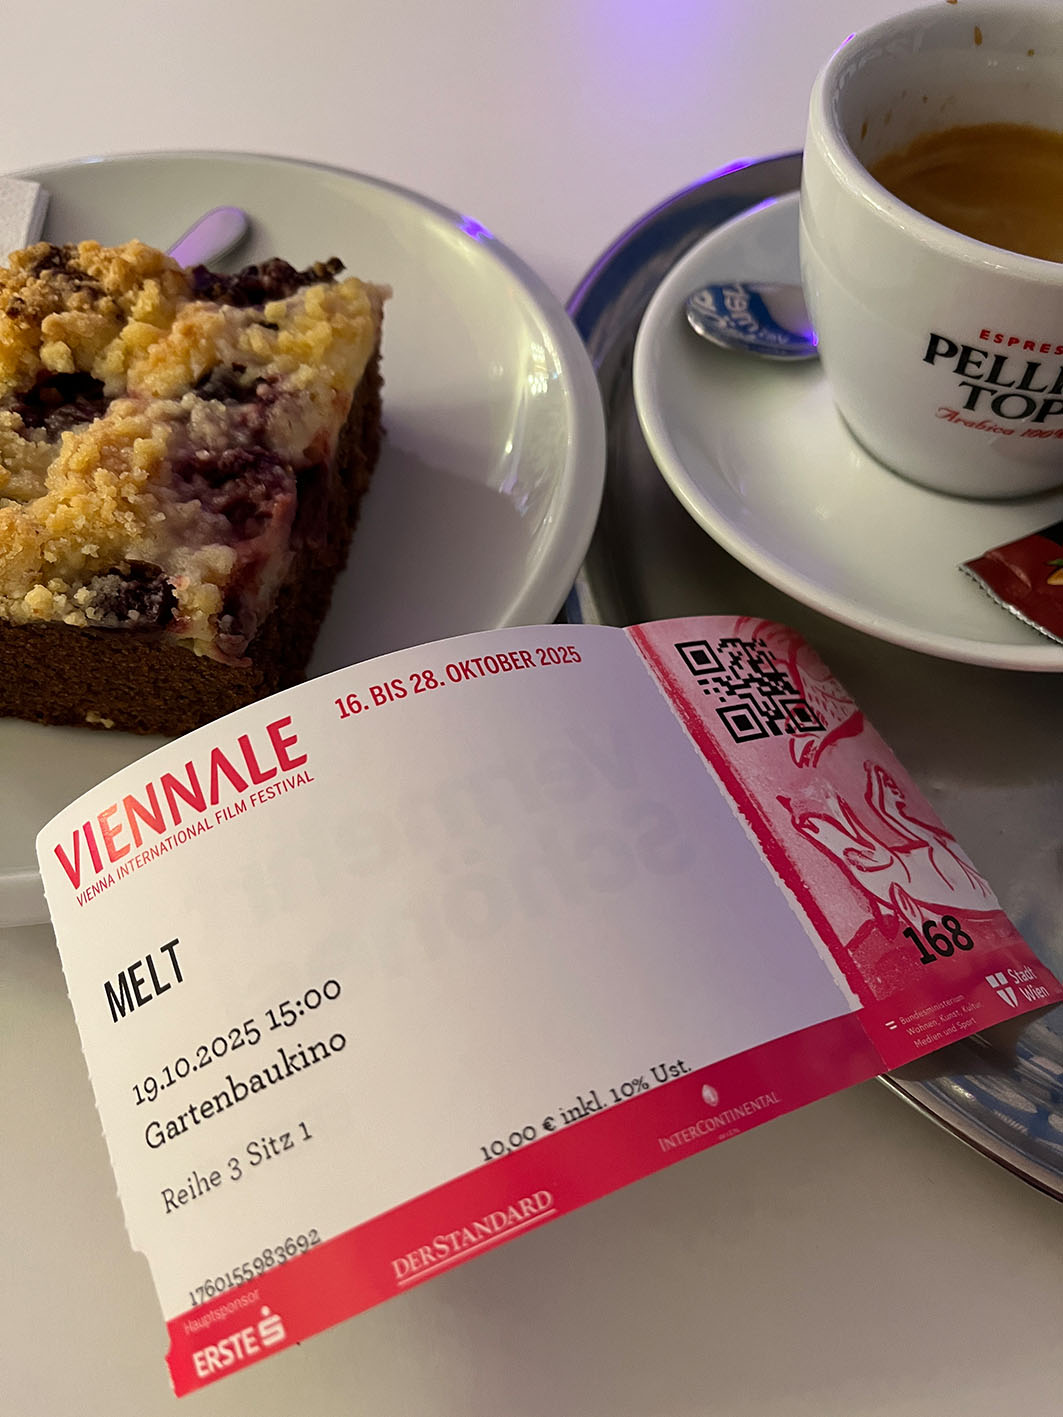 ESPRES
PELLI
TOP
Arabica 100%
16. BIS 28. OKTOBER 2025
VIENNALE
VIENNA INTERNATIONAL FILM FESTIVAL
MELT
19.10.2025 15:00
Gartenbaukino
Reihe 3 Sitz 1
10,00 € inkl. 10% Ust.
1760155983692
168
Bundesministerium
Wohnen, Kunst, Kultur,
Medien und Sport
Stadt
Wien
Hauptsponsor
ERSTE
DERSTANDARD
INTERCONTINENTAL
WIEN